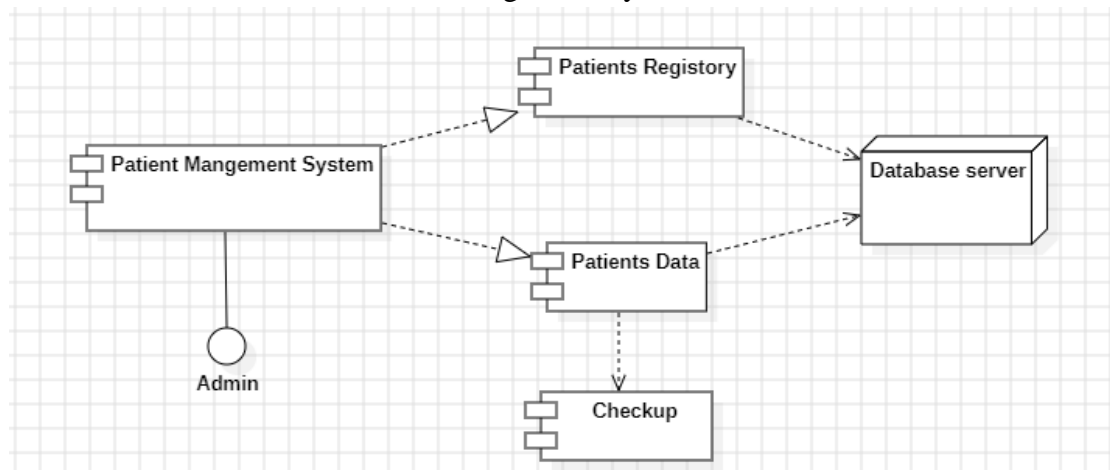 Patients Registory
Patient Mangement System
Database server
Patients Data
Admin
Checkup